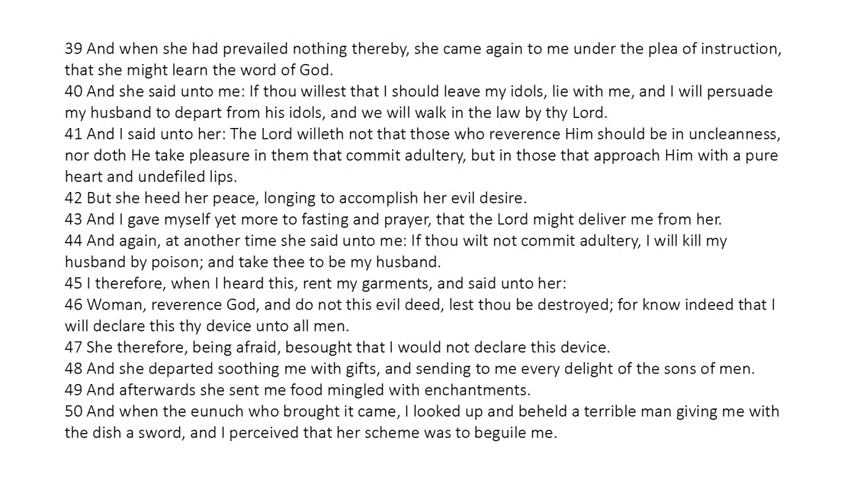 39 And when she had prevailed nothing thereby, she came again to me under the plea of instruction,
that she might learn the word of God.
40 And she said unto me: If thou willest that I should leave my idols, lie with me, and I will persuade
my husband to depart from his idols, and we will walk in the law by thy Lord.
41 And I said unto her: The Lord willeth not that those who reverence Him should be in uncleanness,
nor doth He take pleasure in them that commit adultery, but in those that approach Him with a pure
heart and undefiled lips.
42 But she heed her peace, longing to accomplish her evil desire.
43 And I gave myself yet more to fasting and prayer, that the Lord might deliver me from her.
44 And again, at another time she said unto me: If thou wilt not commit adultery, I will kill my
husband by poison; and take thee to be my husband.
45 I therefore, when I heard this, rent my garments, and said unto her:
46 Woman, reverence God, and do not this evil deed, lest thou be destroyed; for know indeed that I
will declare this thy device unto all men.
47 She therefore, being afraid, besought that I would not declare this device.
48 And she departed soothing me with gifts, and sending to me every delight of the sons of men.
49 And afterwards she sent me food mingled with enchantments.
50 And when the eunuch who brought it came, I looked up and beheld a terrible man giving me with
the dish a sword, and I perceived that her scheme was to beguile me.